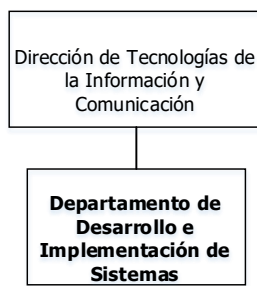 Dirección de Tecnologías de
la Información y
Comunicación
Departamento de
Desarrollo e
Implementación de
Sistemas